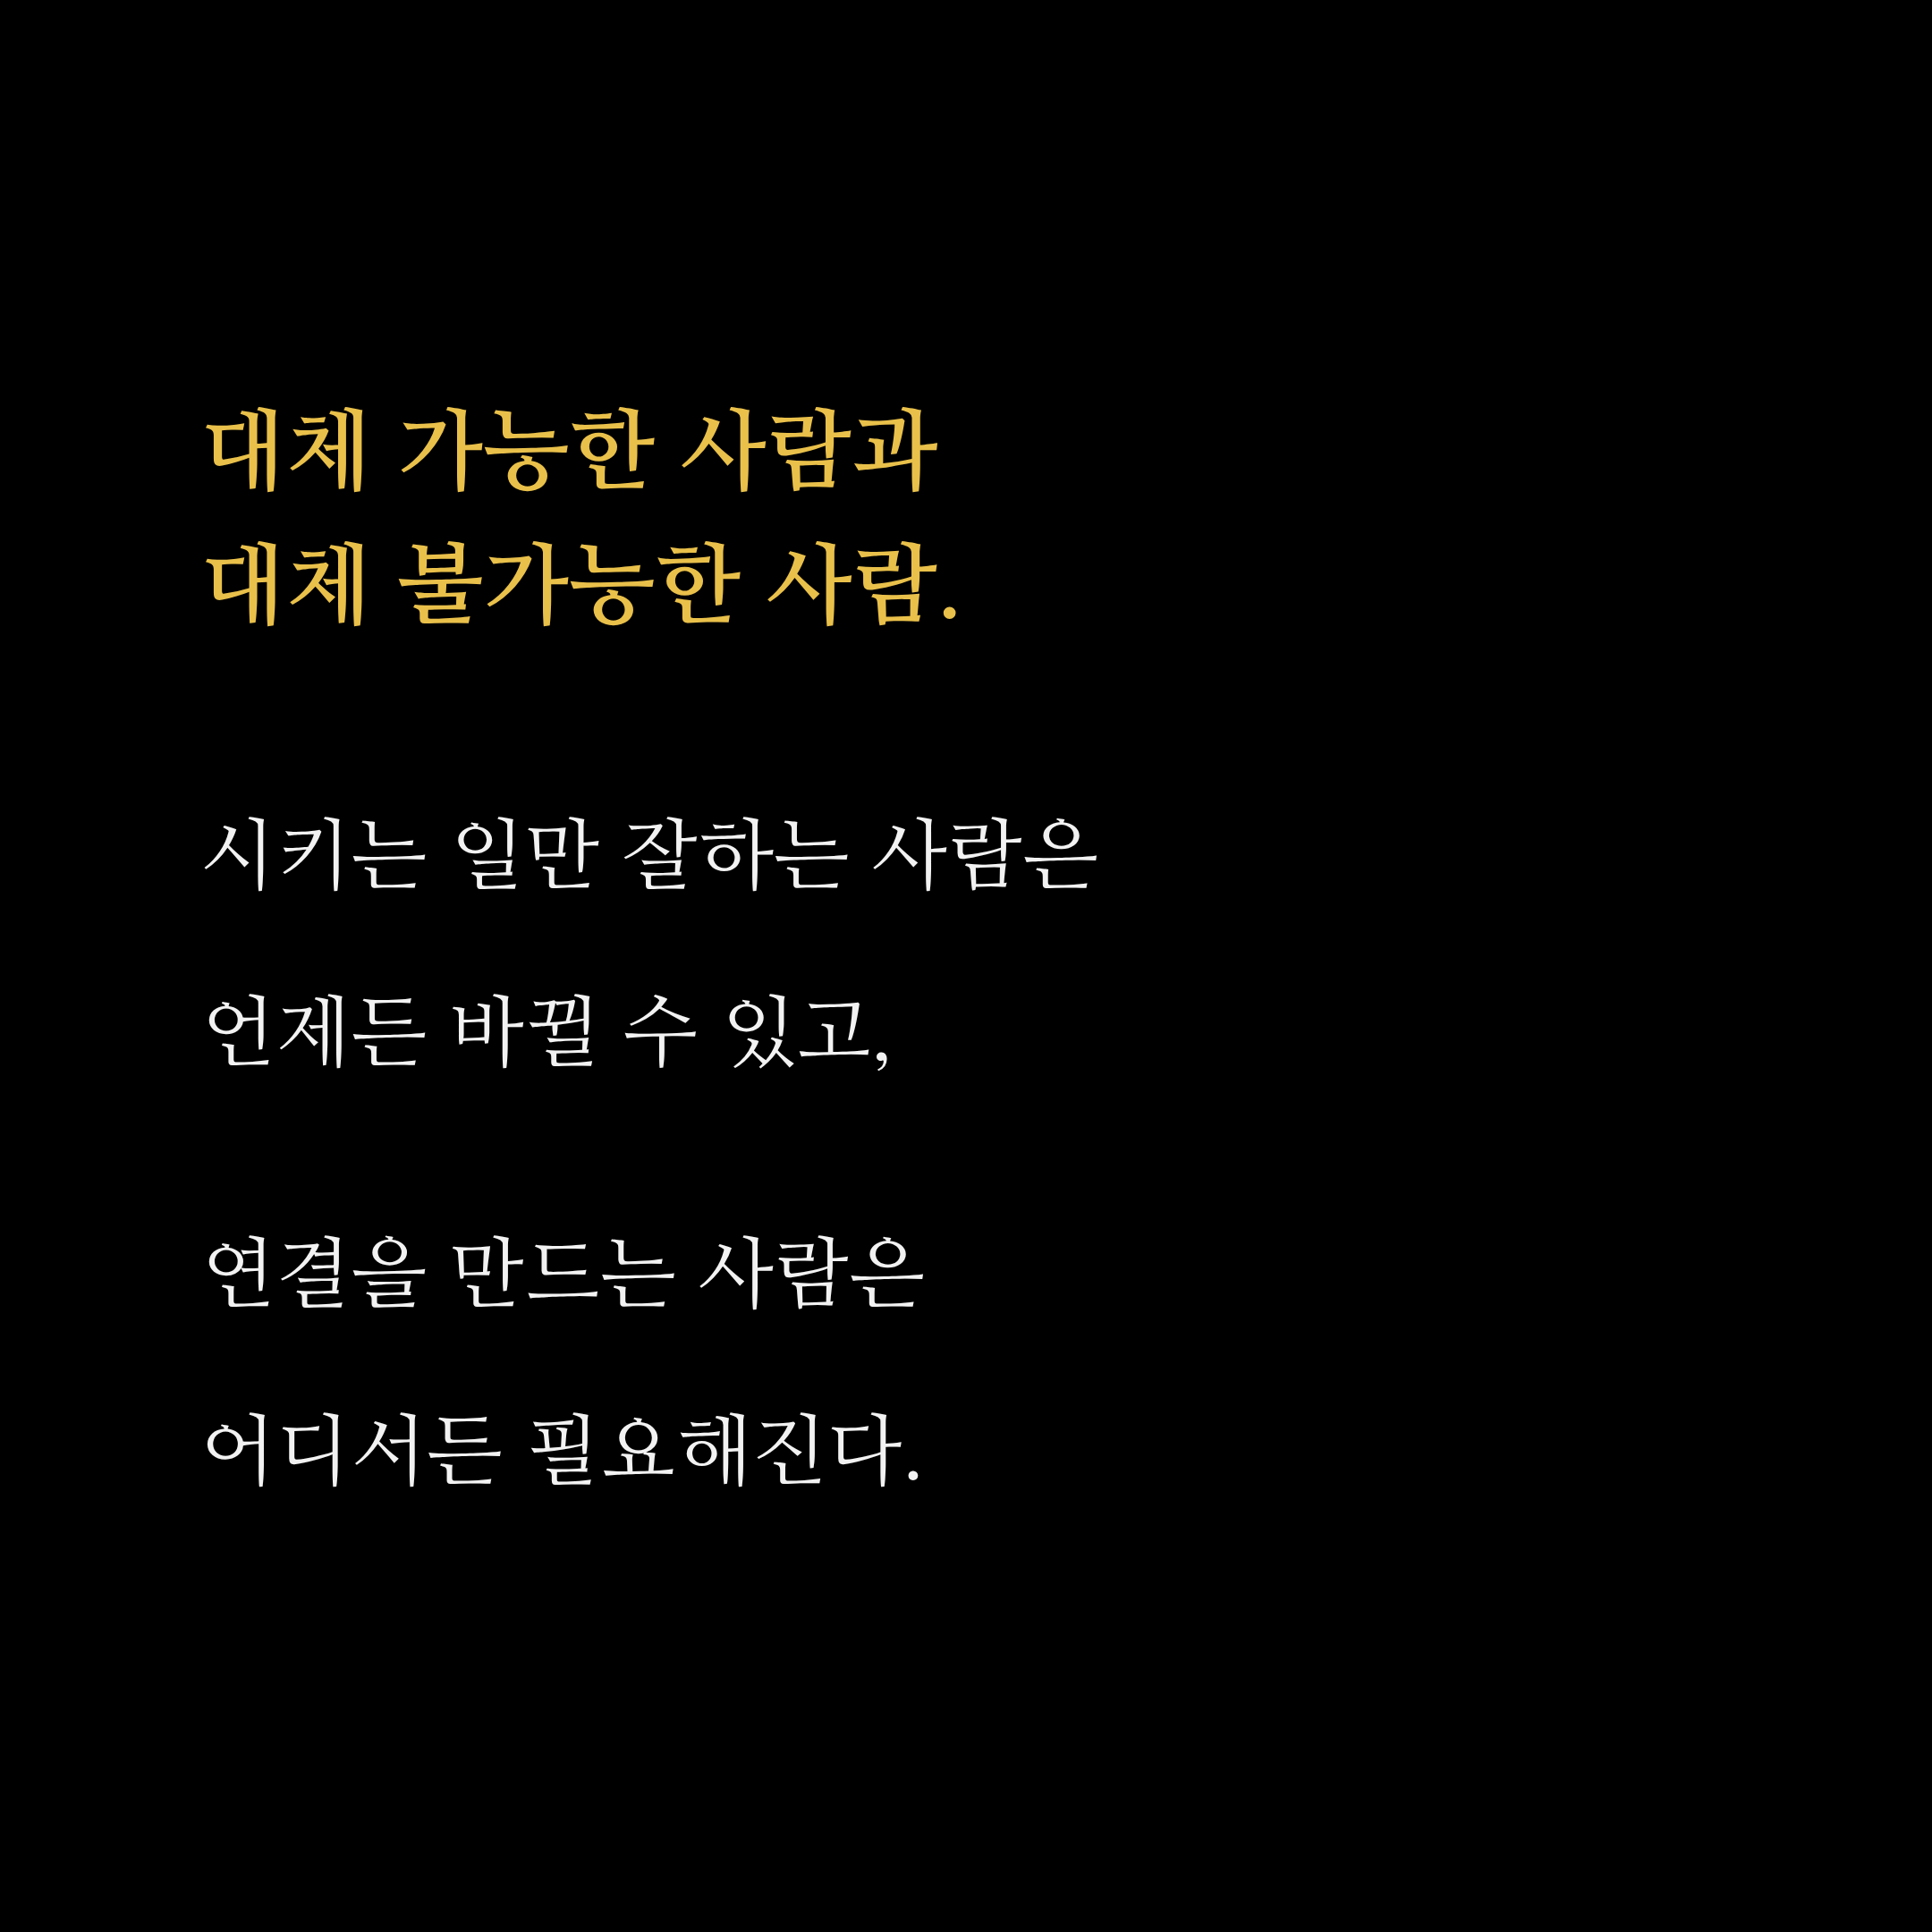 대체 가능한 사람과
대체 불가능한 사람.
시키는 일만 잘하는 사람은
언제든 바뀔 수 있고,
연결을 만드는 사람은
어디서든 필요해진다.